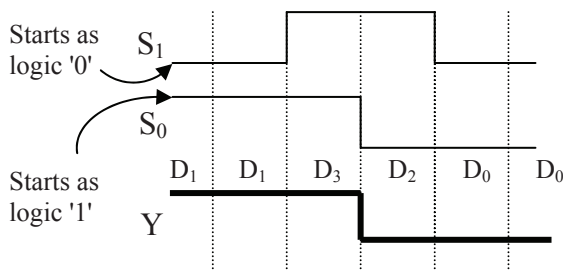 Starts as
logic '0'
S₁
S₀
Starts as
logic '1'
D₁ D₁ D₃ D₂ D₀ D₀
Y